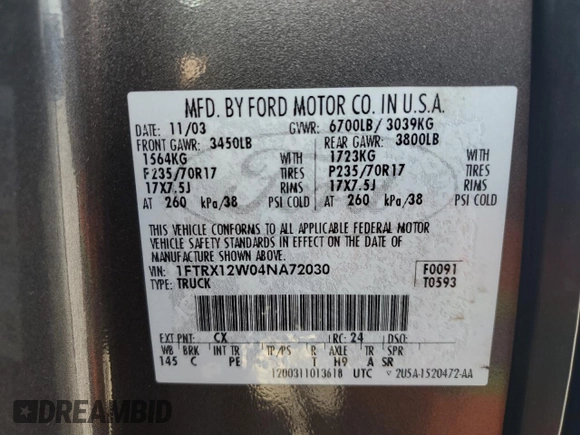 MFD. BY FORD MOTOR CO. IN U.S.A.
DATE: 11/03 GVWR: 6700LB/ 3039KG
FRONT GAWR: 3450LB REAR GAWR: 3800LB
1564KG WITH 1723KG WITH
P235/70R17 TIRES P235/70R17 TIRES
17X7.5J RIMS 17X7.5J RIMS
AT 260 kPa/38 PSI COLD AT 260 kPa/38 PSI COLD
THIS VEHICLE CONFORMS TO ALL APPLICABLE FEDERAL MOTOR
VEHICLE SAFETY STANDARDS IN EFFECT ON THE DATE OF
MANUFACTURE SHOWN ABOVE.
VIN: 1FTRX12W04NA72030 F0091
TYPE: TRUCK T0593
EXT PNT: CX RC: 24 DSO:
WB BRK INT TR TP/PS R AXLE TR SPR
145 C PE T H9 A SR
1200311013618 UTC 2U5A-1520472-AA
DREAMBID